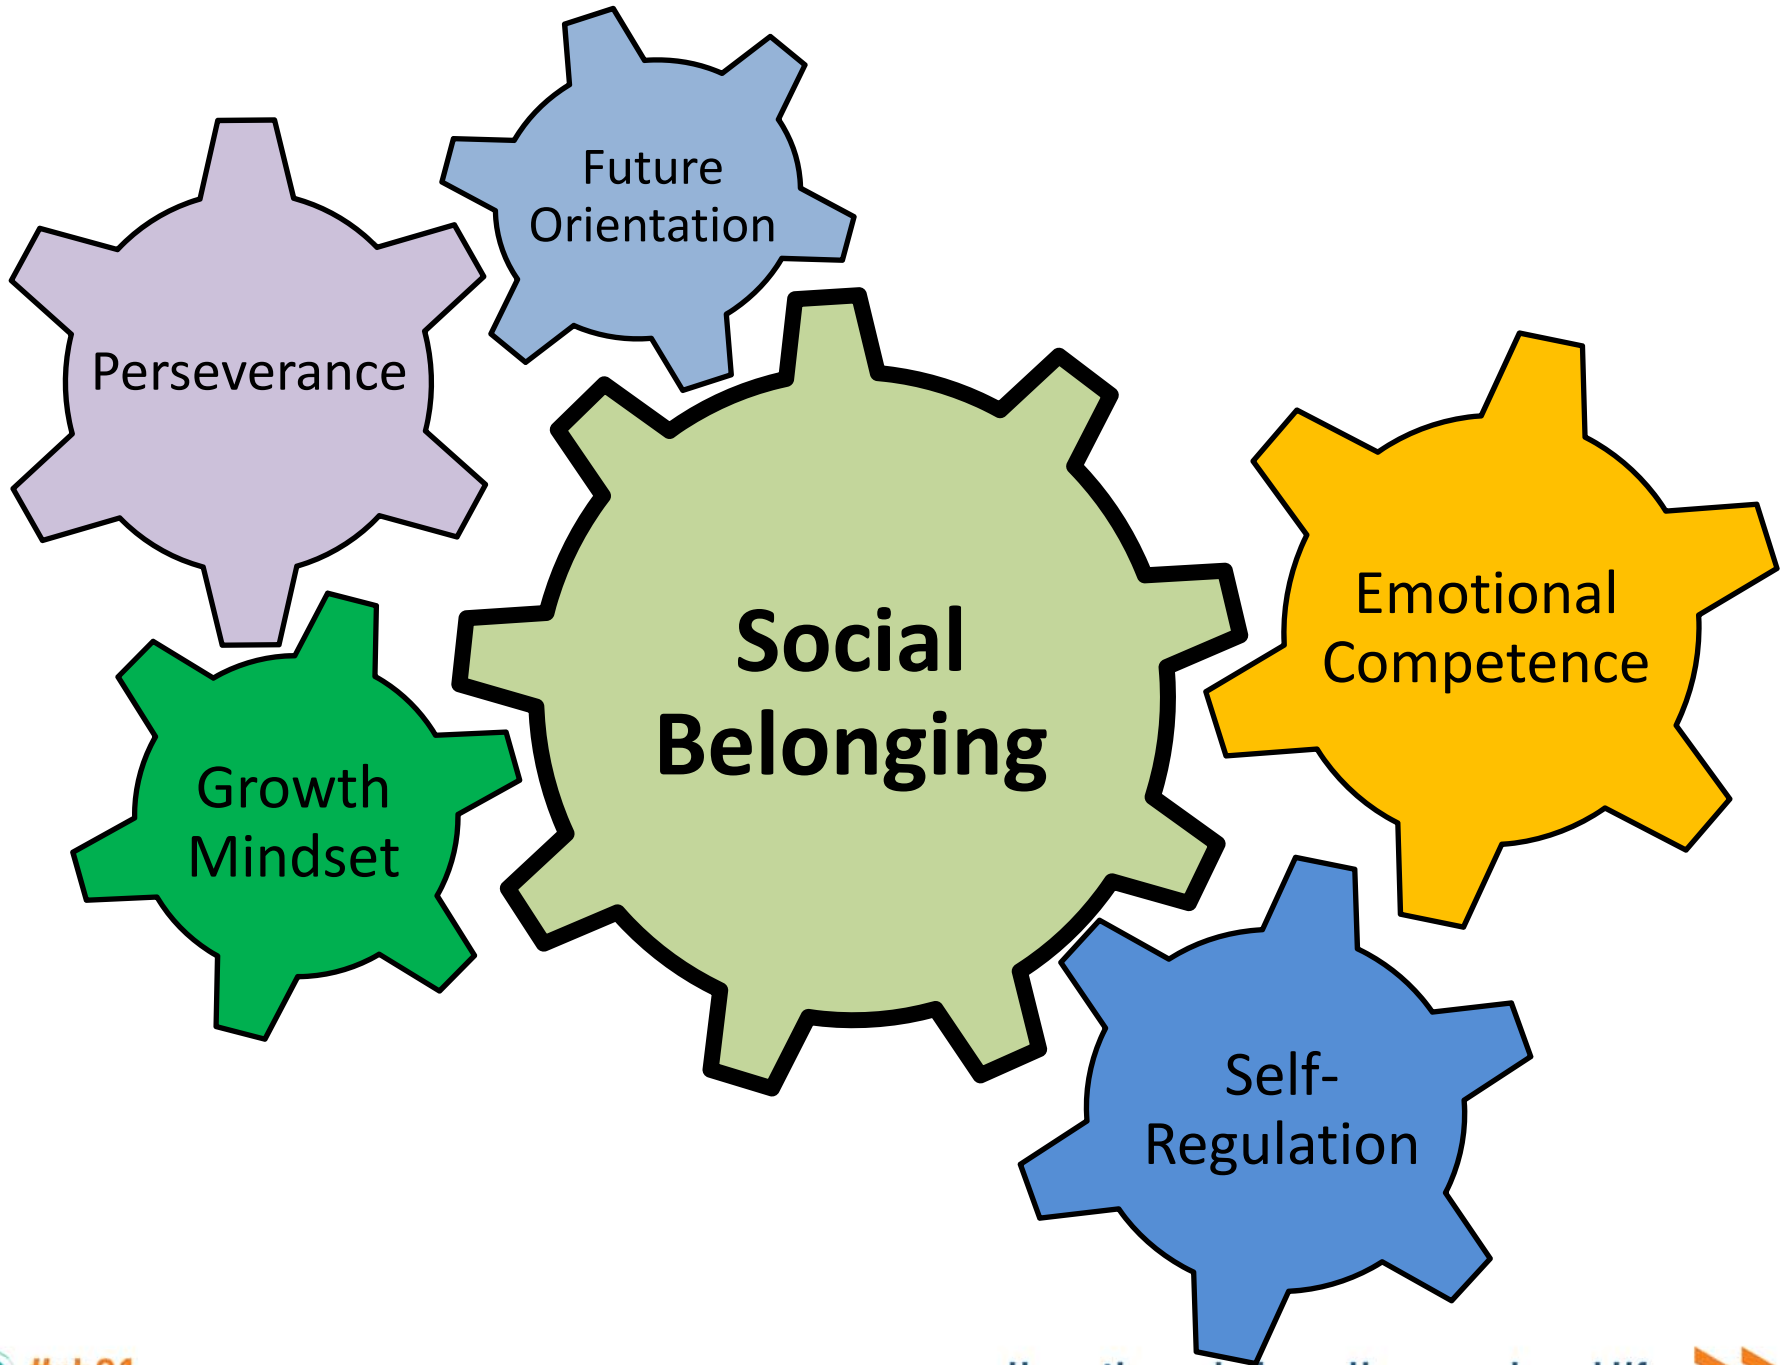 Future
Orientation
Perseverance
Social
Belonging
Emotional
Competence
Growth
Mindset
Self-
Regulation